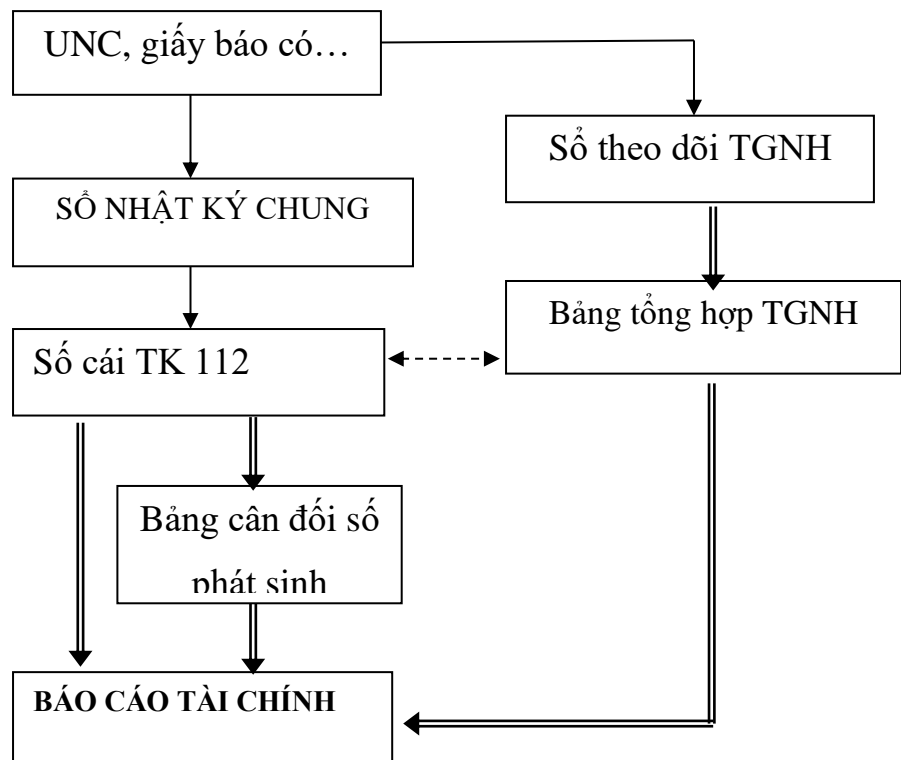 UNC, giấy báo có…
Sổ theo dõi TGNH
SỔ NHẬT KÝ CHUNG
Bảng tổng hợp TGNH
Số cái TK 112
Bảng cân đối số
phát sinh
BÁO CÁO TÀI CHÍNH